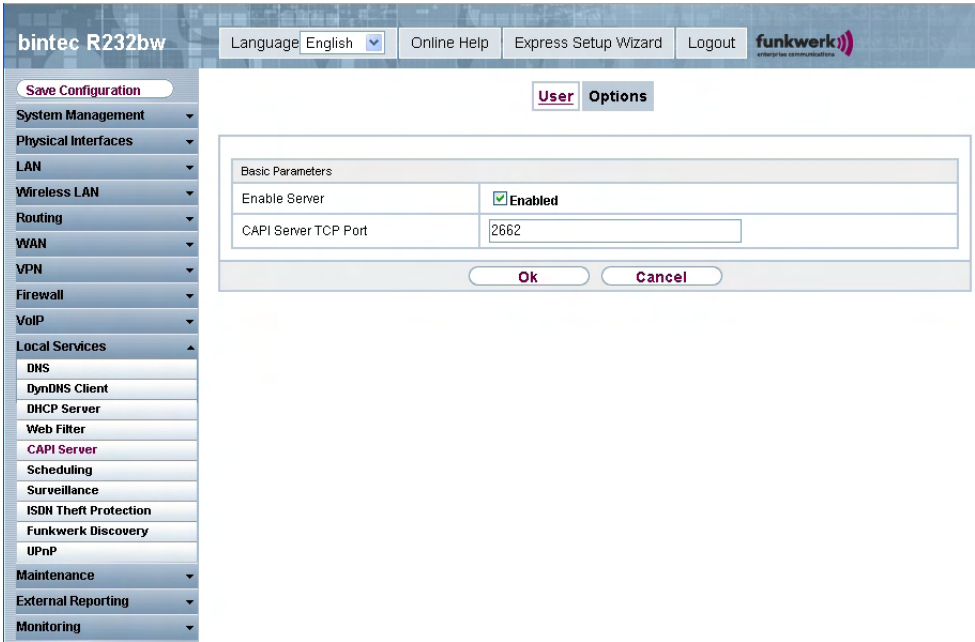 bintec R232bw
Language English
Online Help
Express Setup Wizard
Logout
funkwerk
enterprise communications
Save Configuration
System Management
Physical Interfaces
LAN
Wireless LAN
Routing
WAN
VPN
Firewall
VoIP
Local Services
DNS
DynDNS Client
DHCP Server
Web Filter
CAPI Server
Scheduling
Surveillance
ISDN Theft Protection
Funkwerk Discovery
UPnP
Maintenance
External Reporting
Monitoring
User Options
Basic Parameters
Enable Server Enabled
CAPI Server TCP Port 2662
Ok Cancel